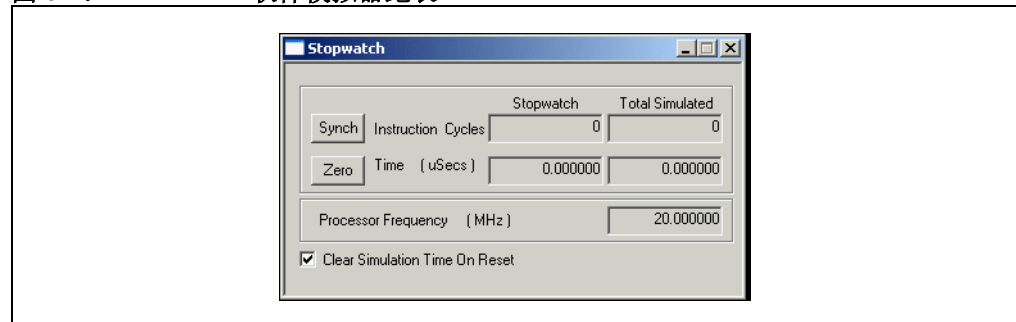 Stopwatch
Stopwatch Total Simulated
Synch Instruction Cycles 0 0
Zero Time (uSecs) 0.000000 0.000000
Processor Frequency (MHz) 20.000000
Clear Simulation Time On Reset